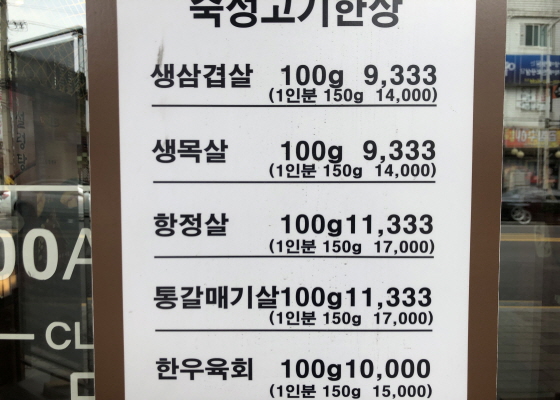 숙성고기한상
생삼겹살 100g 9,333
(1인분 150g 14,000)
생목살 100g 9,333
(1인분 150g 14,000)
항정살 100g11,333
(1인분 150g 17,000)
통갈매기살100g11,333
(1인분 150g 17,000)
한우육회 100g10,000
(1인분 150g 15,000)
00A
CL